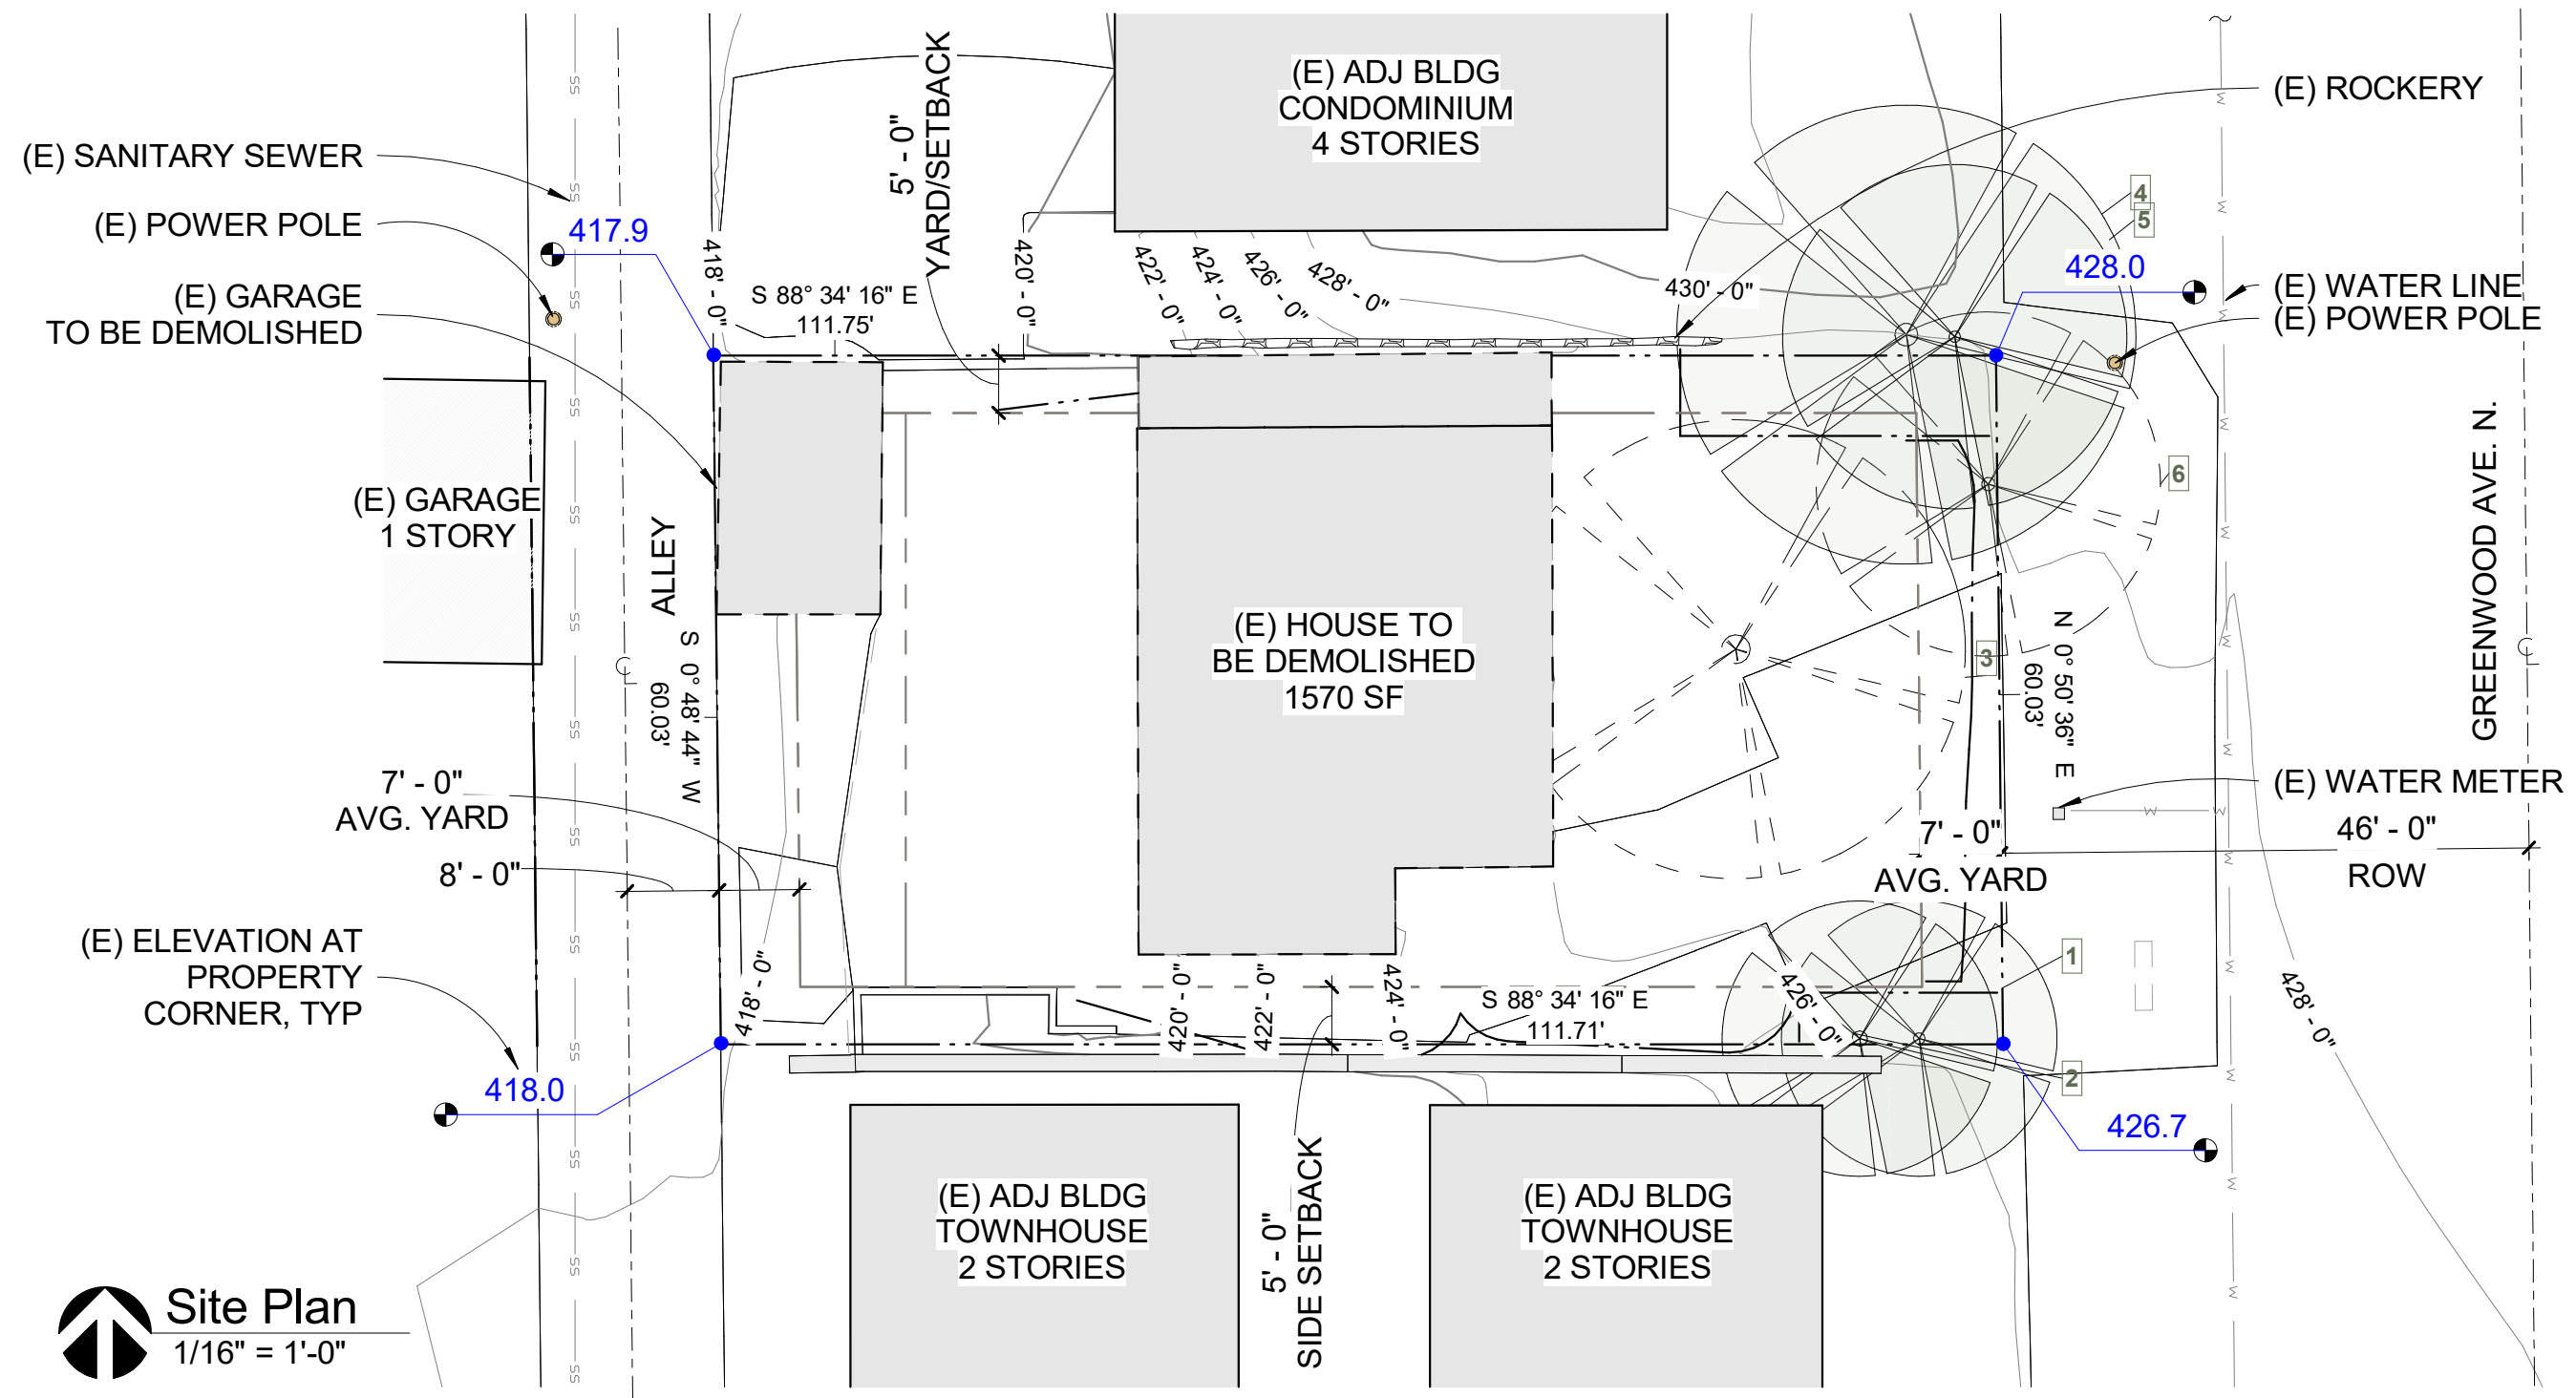 (E) ADJ BLDG
CONDOMINIUM
4 STORIES
(E) ROCKERY
(E) SANITARY SEWER
(E) POWER POLE
417.9
(E) GARAGE
TO BE DEMOLISHED
418' - 0"
S 88° 34' 16" E
111.75'
5' - 0"
YARD/SETBACK
420' - 0"
422' - 0"
424' - 0"
426' - 0"
428' - 0"
430' - 0"
4
5
428.0
(E) WATER LINE
(E) POWER POLE
6
(E) GARAGE
1 STORY
ALLEY
S 0° 48' 44" W
60.03'
(E) HOUSE TO
BE DEMOLISHED
1570 SF
3
N 0° 50' 36" E
60.03'
GREENWOOD AVE. N.
7' - 0"
AVG. YARD
8' - 0"
(E) WATER METER
7' - 0"
AVG. YARD
46' - 0"
ROW
(E) ELEVATION AT
PROPERTY
CORNER, TYP
418' - 0"
420' - 0"
422' - 0"
424' - 0"
S 88° 34' 16" E
111.71'
426' - 0"
1
2
428' - 0"
418.0
426.7
(E) ADJ BLDG
TOWNHOUSE
2 STORIES
5' - 0"
SIDE SETBACK
(E) ADJ BLDG
TOWNHOUSE
2 STORIES
Site Plan
1/16" = 1'-0"